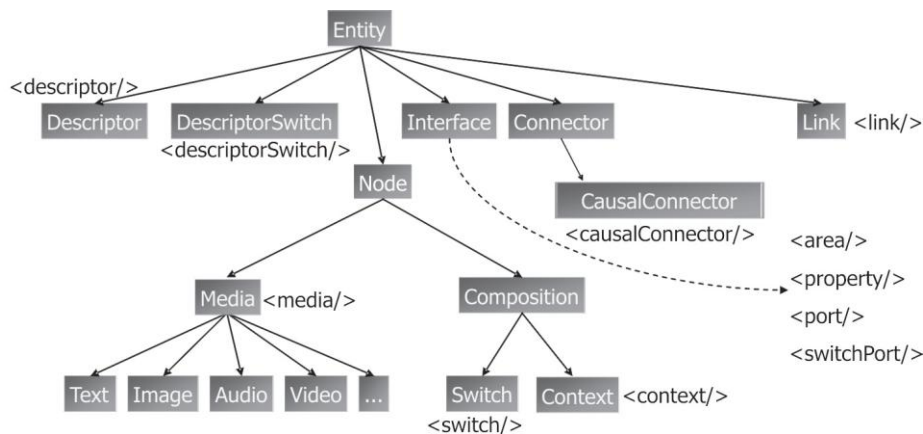 Entity
<descriptor/>
Descriptor
DescriptorSwitch
Interface
Connector
Link
<link/>
<descriptorSwitch/>
Node
CausalConnector
<causalConnector/>
<area/>
<property/>
<port/>
<switchPort/>
Media
<media/>
Composition
Text
Image
Audio
Video
...
Switch
Context
<context/>
<switch/>